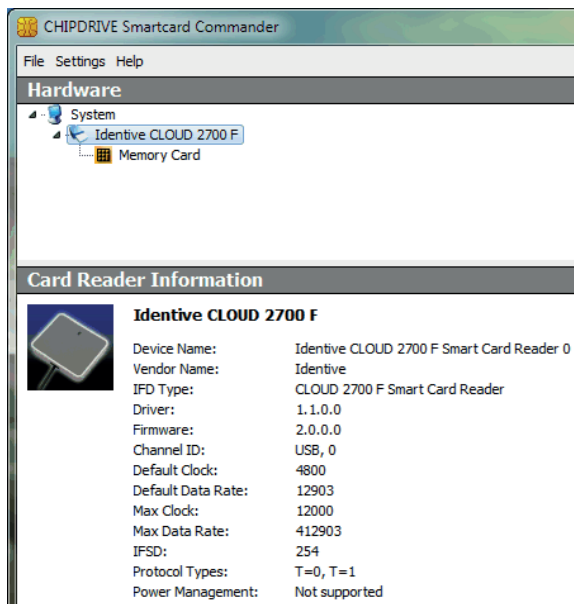 CHIPDRIVE Smartcard Commander
File Settings Help
Hardware
System
Identive CLOUD 2700 F
Memory Card
Card Reader Information
Identive CLOUD 2700 F
Device Name: Identive CLOUD 2700 F Smart Card Reader 0
Vendor Name: Identive
IFD Type: CLOUD 2700 F Smart Card Reader
Driver: 1.1.0.0
Firmware: 2.0.0.0
Channel ID: USB, 0
Default Clock: 4800
Default Data Rate: 12903
Max Clock: 12000
Max Data Rate: 412903
IFSD: 254
Protocol Types: T=0, T=1
Power Management: Not supported